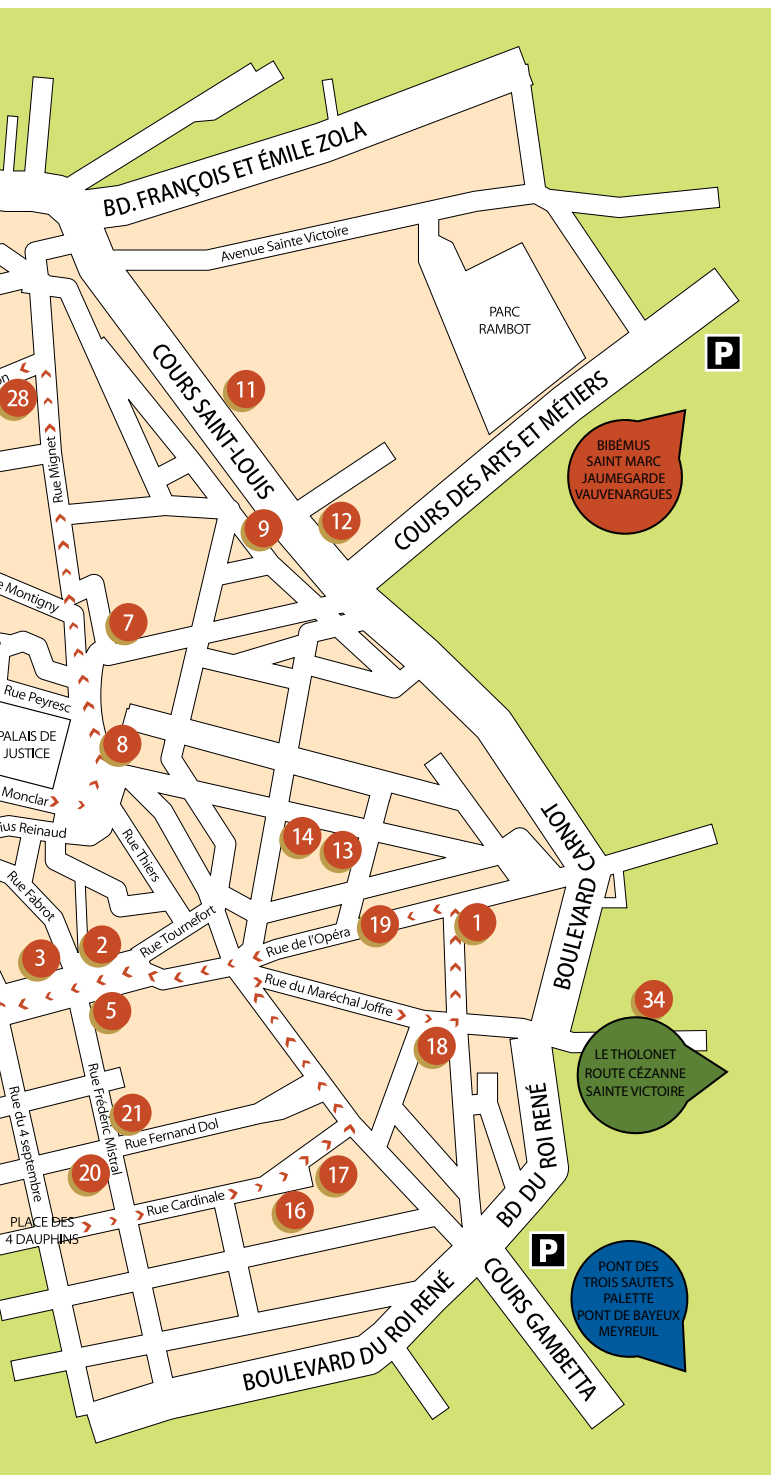 BD. FRANÇOIS ET ÉMILE ZOLA
Avenue Sainte Victoire
PARC
RAMBOT
P
COURS SAINT-LOUIS
11
28
BIBÉMUS
SAINT MARC
JAUMEGARDE
VAUVENARGUES
Rue Mignet
COURS DES ARTS ET MÉTIERS
9
12
Montigny
7
Rue Peyresc
PALAIS DE
JUSTICE
8
Monclar
Reinaud
Rue Thiers
14
13
BOULEVARD CARNOT
Rue Fabrot
Rue Tournefort
19
1
Rue de l'Opéra
2
3
Rue du Maréchal Joffre
34
5
18
LE THOLONET
ROUTE CÉZANNE
SAINTE VICTOIRE
Rue du 4 septembre
Rue Frédéric Mistral
21
Rue Fernand Dol
BD DU ROI RENÉ
20
17
Rue Cardinale
16
PLACE DES
4 DAUPHINS
P
PONT DES
TROIS SAUTETS
PALETTE
PONT DE BAYEUX
MEYREUIL
COURS GAMBETTA
BOULEVARD DU ROI RENÉ